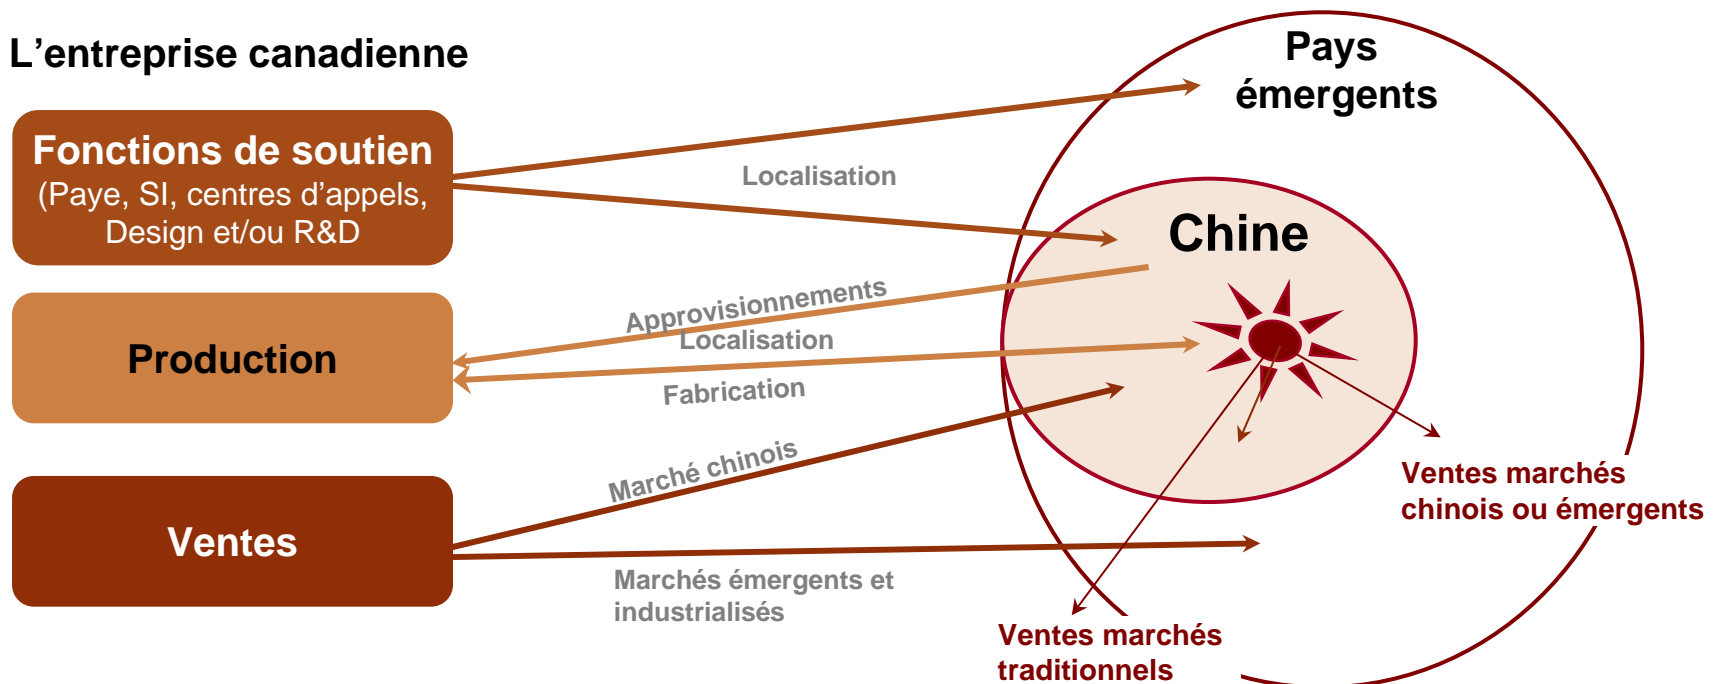 L’entreprise canadienne
Pays
émergents
Fonctions de soutien
(Paye, SI, centres d’appels,
Design et/ou R&D
Localisation
Chine
Approvisionnements
Production
Localisation
Fabrication
Marché chinois
Ventes marchés
chinois ou émergents
Ventes
Marchés émergents et
industrialisés
Ventes marchés
traditionnels